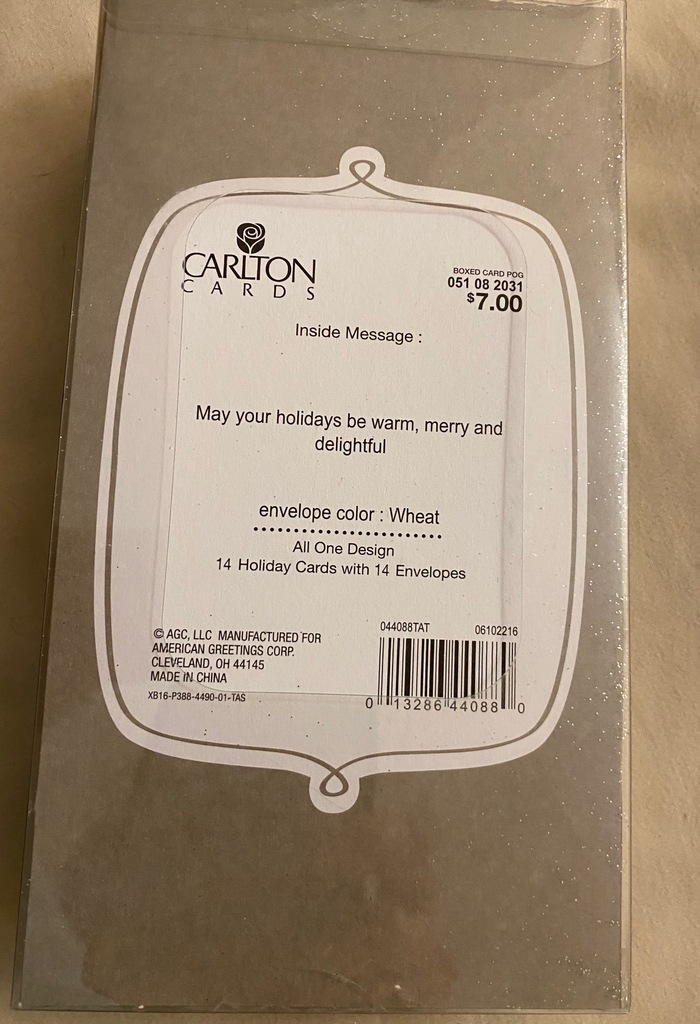 CARLTON
CARDS
BOXED CARD POG
051 08 2031
$7.00
Inside Message :
May your holidays be warm, merry and
delightful
envelope color : Wheat
All One Design
14 Holiday Cards with 14 Envelopes
© AGC, LLC MANUFACTURED FOR
AMERICAN GREETINGS CORP.
CLEVELAND, OH 44145
MADE IN CHINA
XB16-P388-4490-01-TAS
044088TAT 06102216
0 13286 44088 0